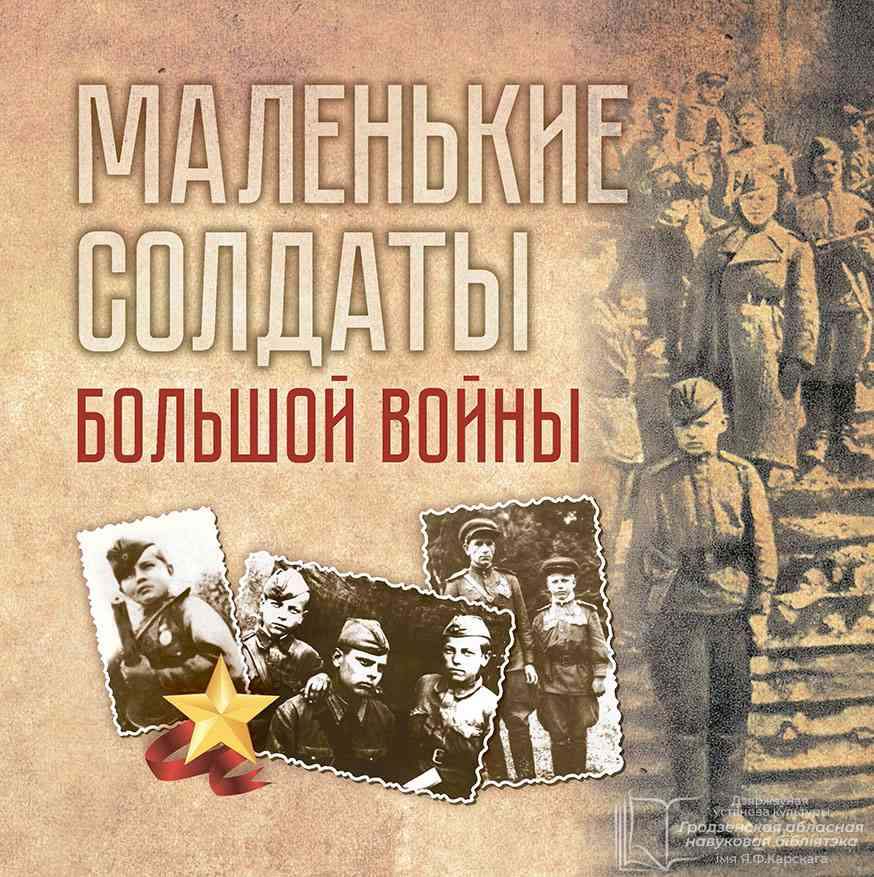 МАЛЕНЬКИЕ
СОЛДАТЫ
БОЛЬШОЙ ВОЙНЫ
Дзяржаўная
установа культуры
Гродзенская абласная
навуковая бібліятэка
імя Я.Ф.Карскага